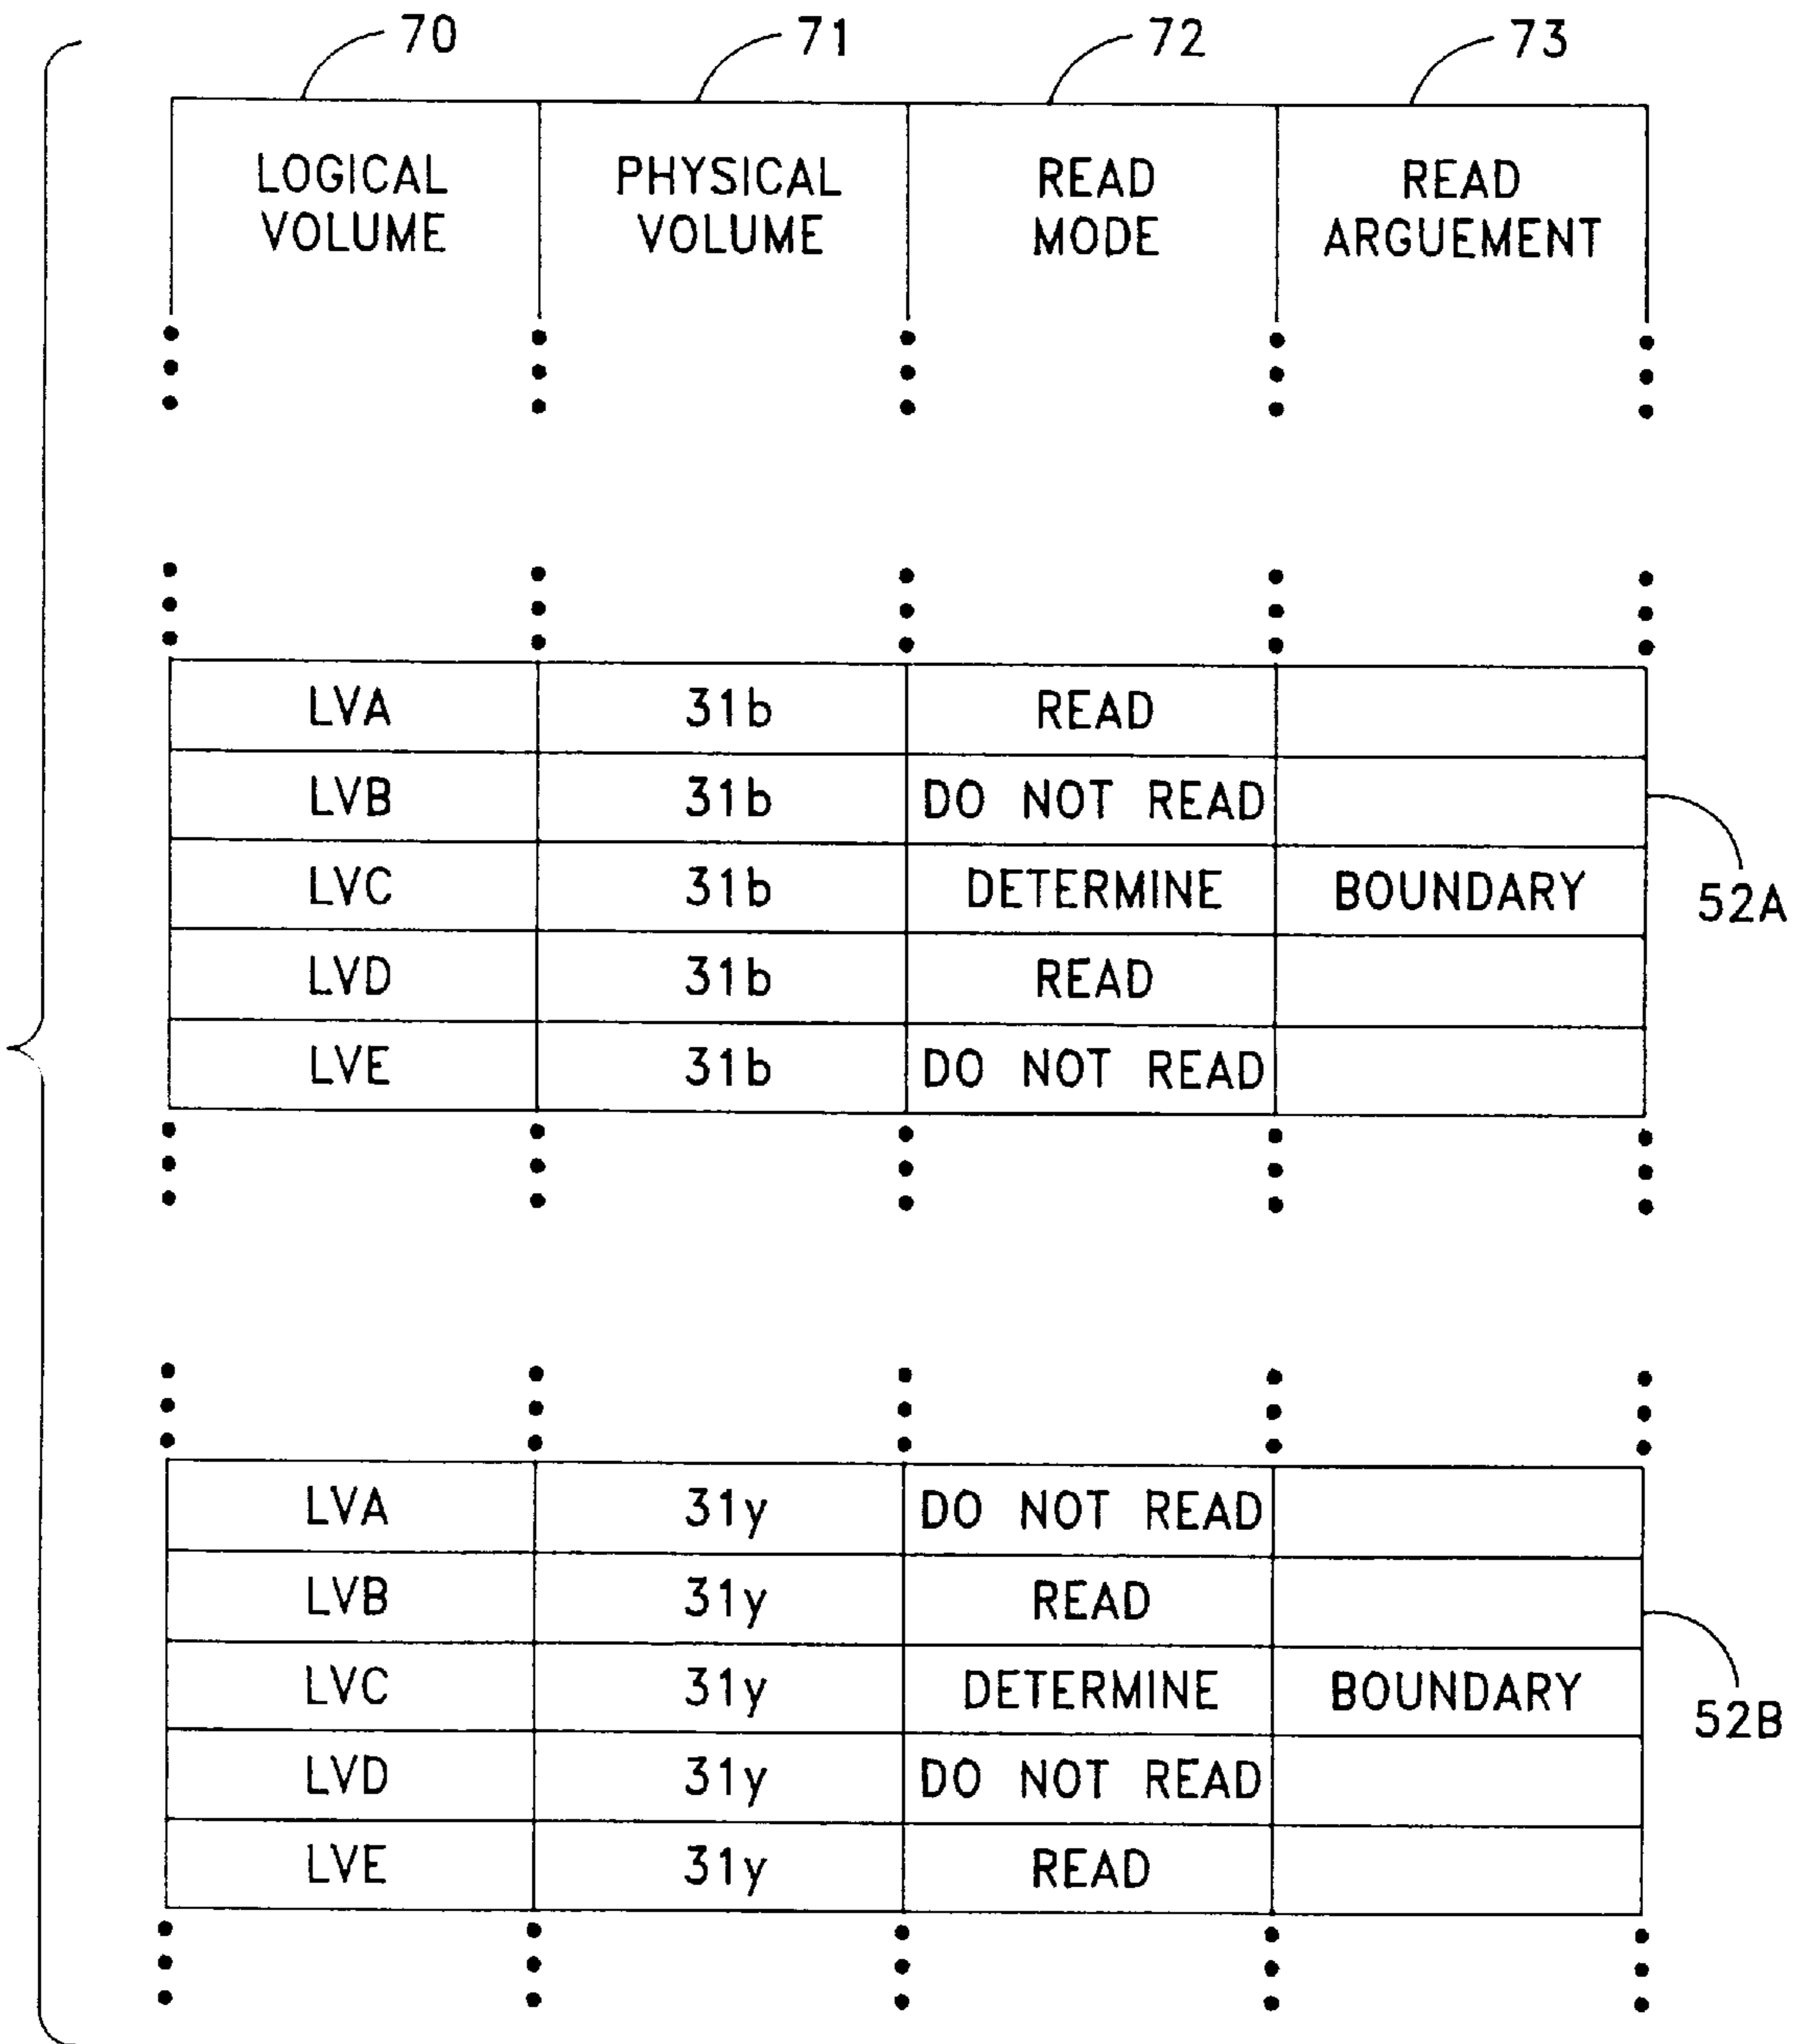 70 71 72 73
LOGICAL VOLUME PHYSICAL VOLUME READ MODE READ ARGUEMENT
LVA 31b READ
LVB 31b DO NOT READ
LVC 31b DETERMINE BOUNDARY
52A
LVD 31b READ
LVE 31b DO NOT READ
LVA 31y DO NOT READ
LVB 31y READ
LVC 31y DETERMINE BOUNDARY
52B
LVD 31y DO NOT READ
LVE 31y READ